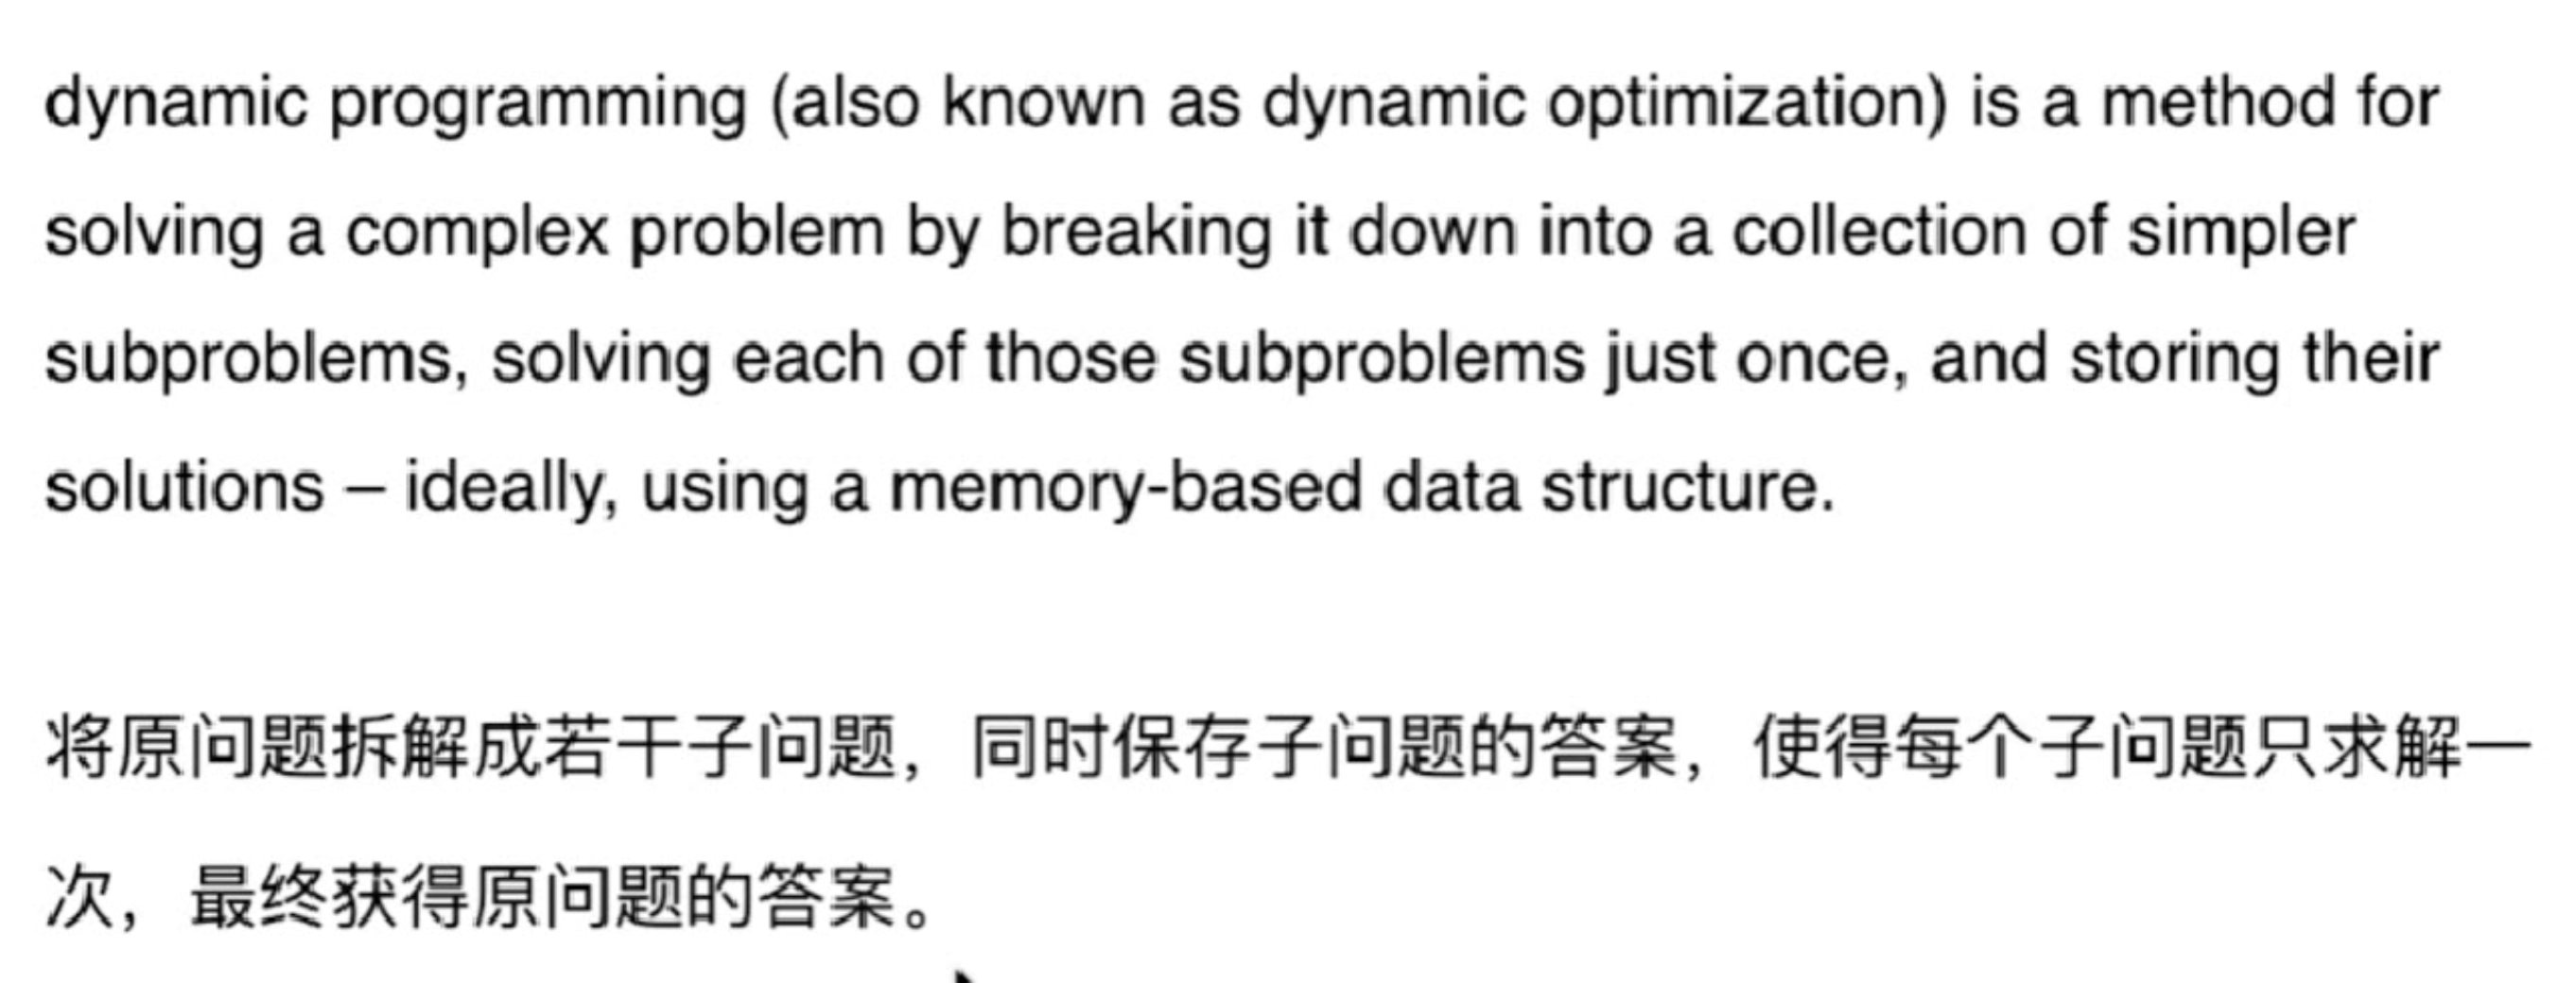 dynamic programming (also known as dynamic optimization) is a method for
solving a complex problem by breaking it down into a collection of simpler
subproblems, solving each of those subproblems just once, and storing their
solutions – ideally, using a memory-based data structure.
将原问题拆解成若干子问题，同时保存子问题的答案，使得每个子问题只求解一
次，最终获得原问题的答案。